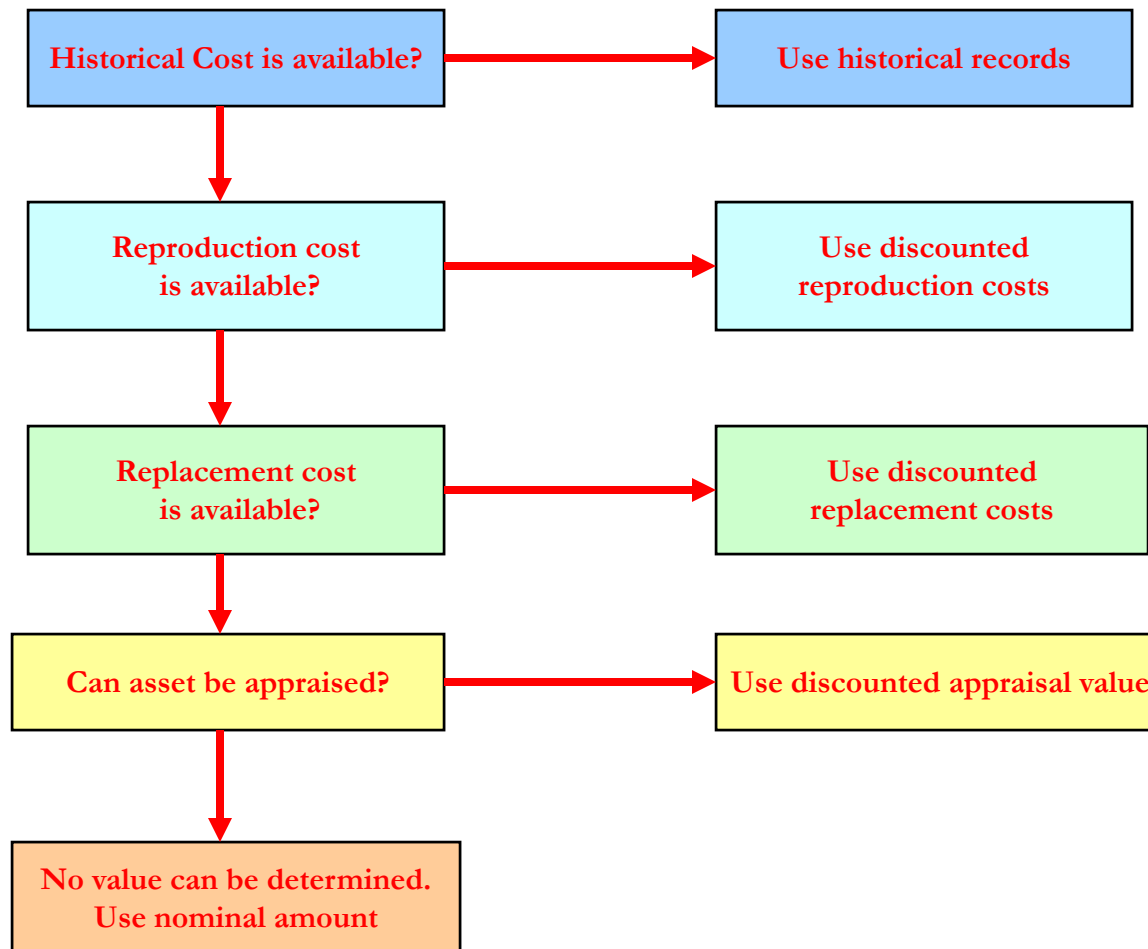 Historical Cost is available?
Use historical records
Reproduction cost
is available?
Use discounted
reproduction costs
Replacement cost
is available?
Use discounted
replacement costs
Can asset be appraised?
Use discounted appraisal value
No value can be determined.
Use nominal amount